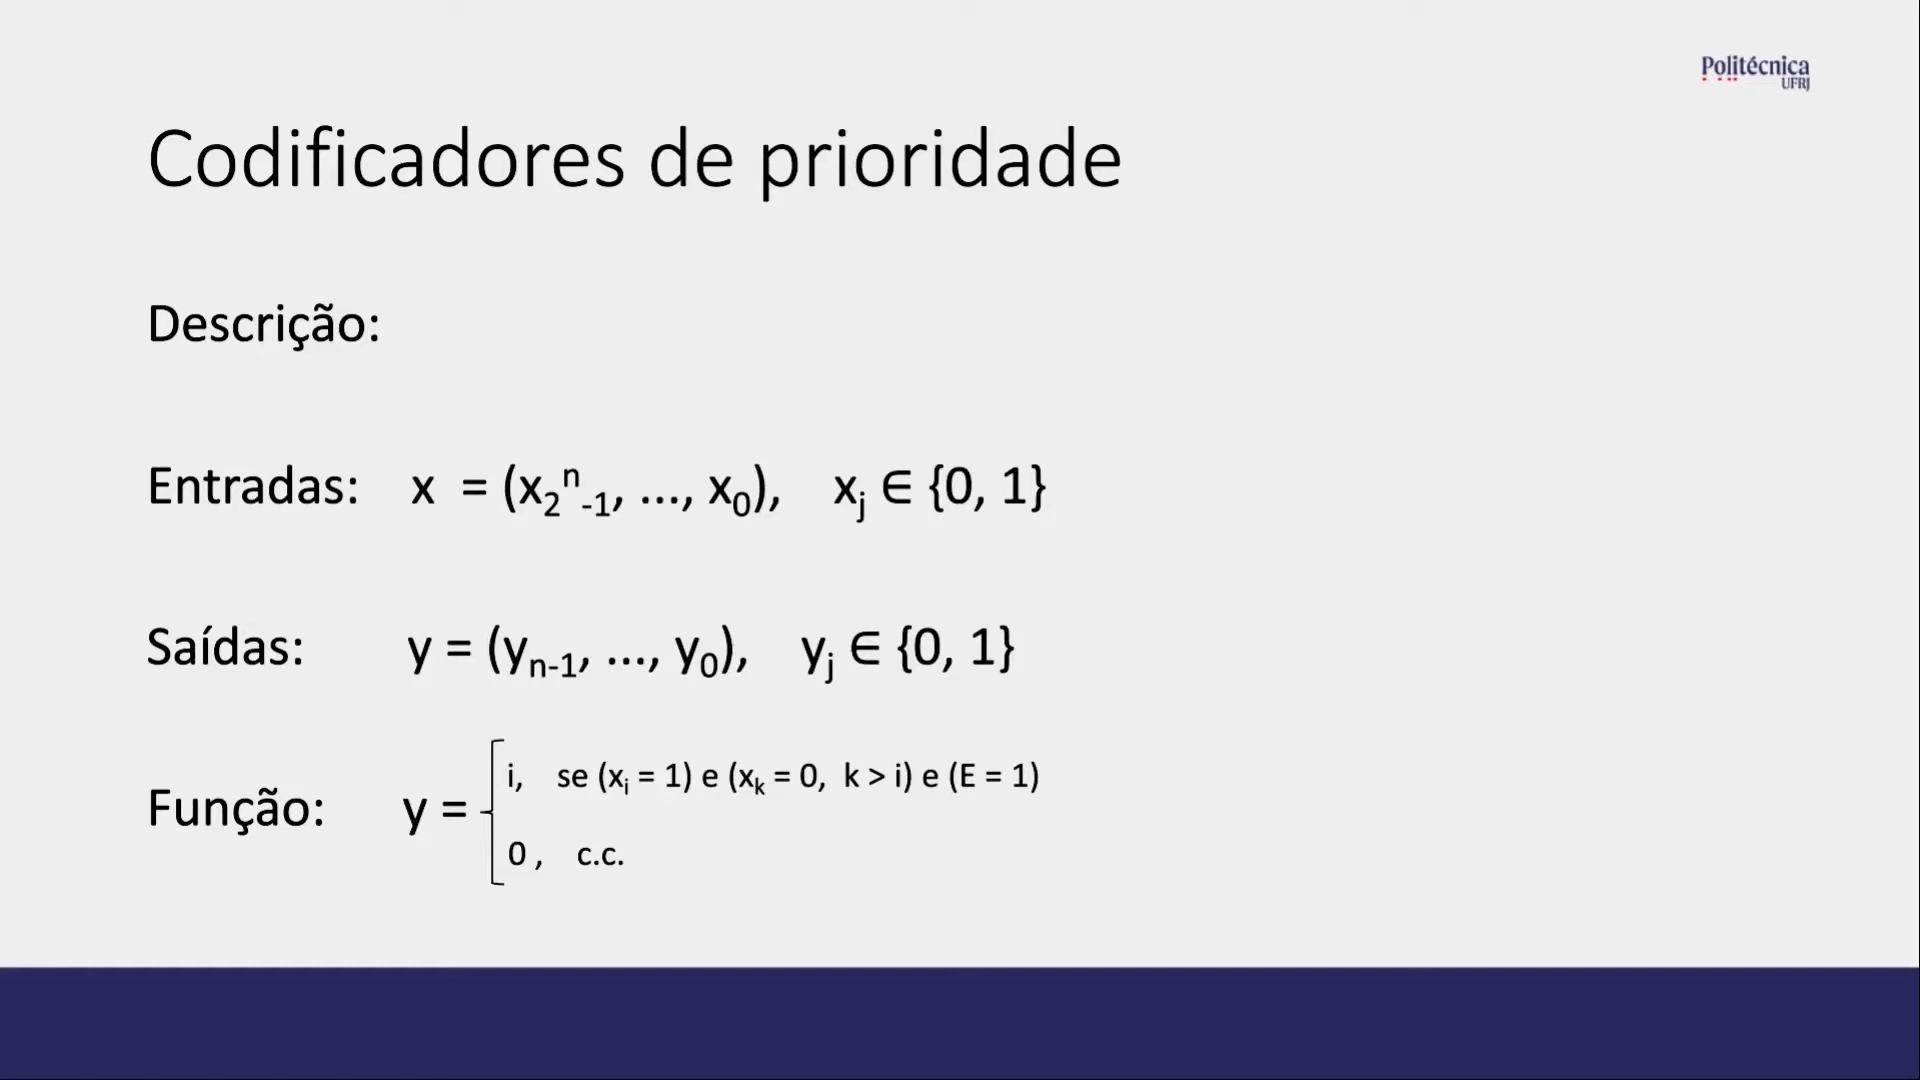 Politécnica
UFRJ
Codificadores de prioridade
Descrição:
Entradas: x = (x₂ⁿ₋₁, ..., x₀), xⱼ ∈ {0, 1}
Saídas: y = (yₙ₋₁, ..., y₀), yⱼ ∈ {0, 1}
i, se (xᵢ = 1) e (xₖ = 0, k > i) e (E = 1)
Função: y =
0 , c.c.